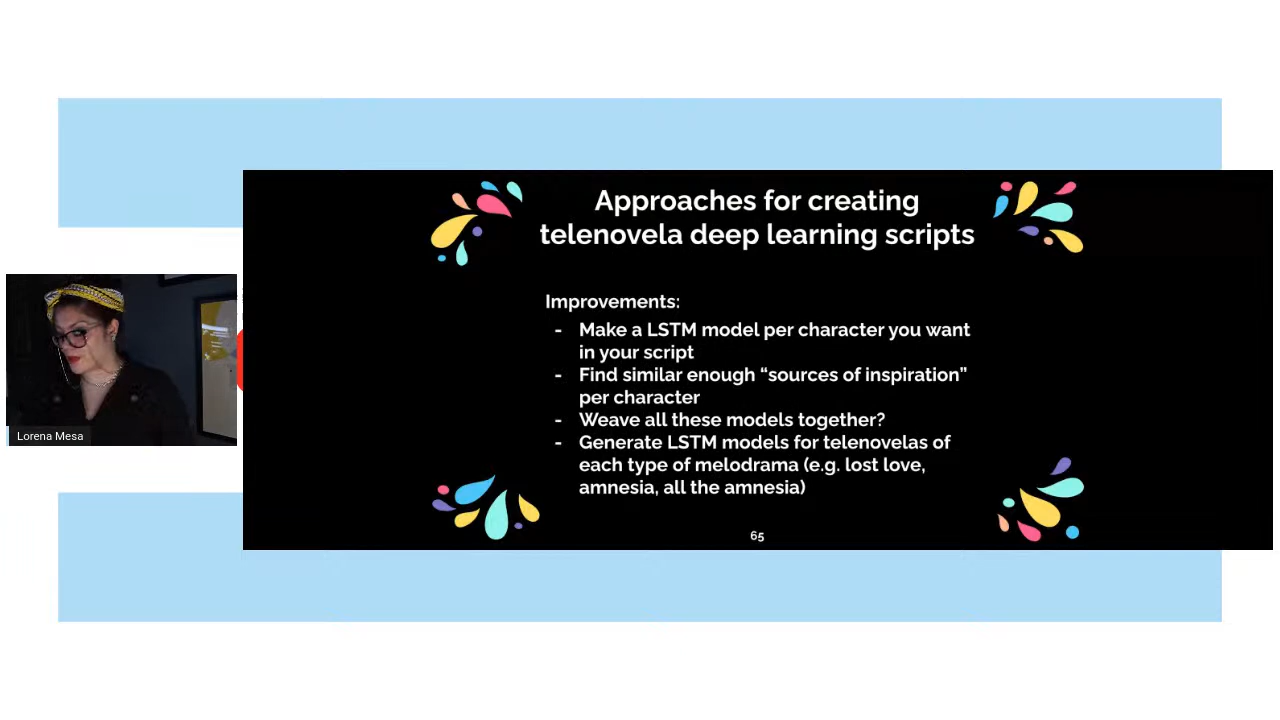 Approaches for creating
telenovela deep learning scripts
Improvements:
- Make a LSTM model per character you want
in your script
- Find similar enough “sources of inspiration”
per character
- Weave all these models together?
- Generate LSTM models for telenovelas of
each type of melodrama (e.g. lost love,
amnesia, all the amnesia)
65
Lorena Mesa